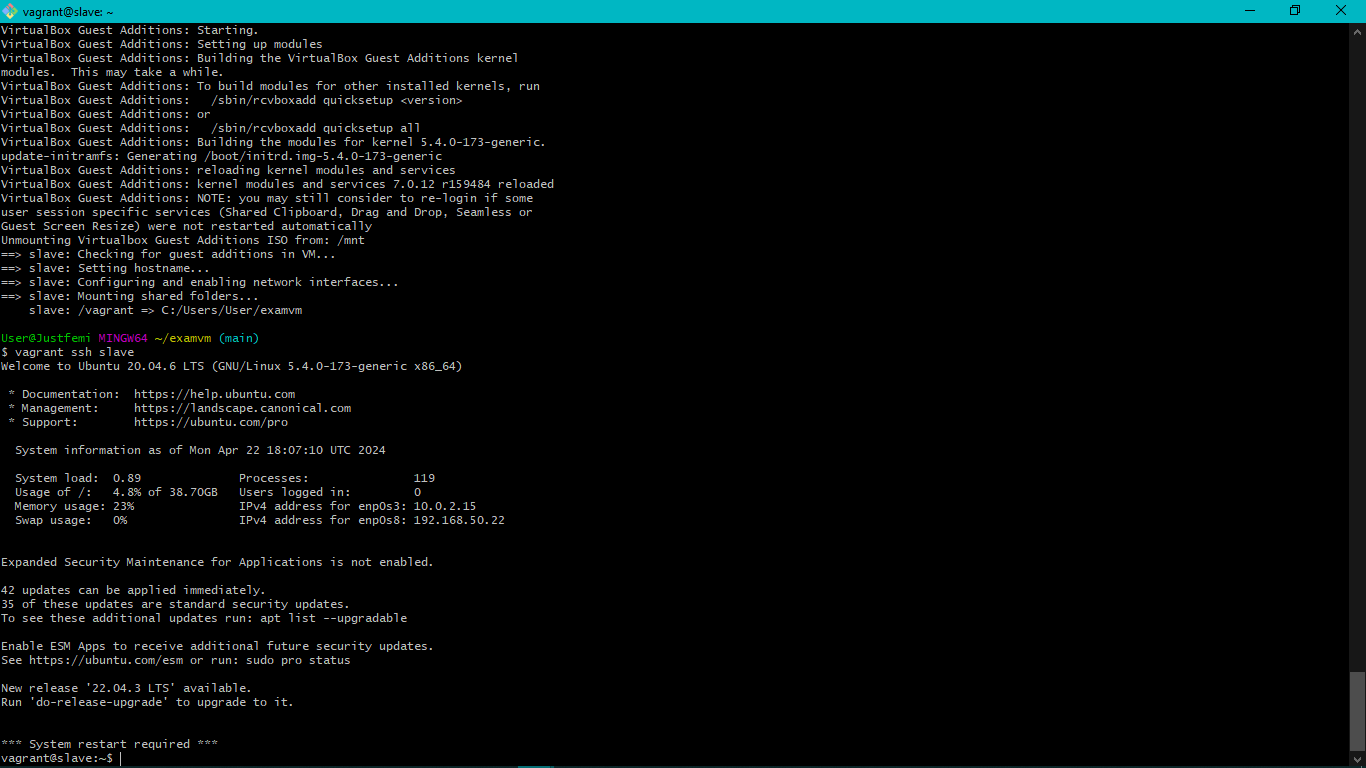 vagrant@slave: ~
VirtualBox Guest Additions: Starting.
VirtualBox Guest Additions: Setting up modules
VirtualBox Guest Additions: Building the VirtualBox Guest Additions kernel
modules.  This may take a while.
VirtualBox Guest Additions: To build modules for other installed kernels, run
VirtualBox Guest Additions:   /sbin/rcvboxadd quicksetup <version>
VirtualBox Guest Additions: or
VirtualBox Guest Additions:   /sbin/rcvboxadd quicksetup all
VirtualBox Guest Additions: Building the modules for kernel 5.4.0-173-generic.
update-initramfs: Generating /boot/initrd.img-5.4.0-173-generic
VirtualBox Guest Additions: reloading kernel modules and services
VirtualBox Guest Additions: kernel modules and services 7.0.12 r159484 reloaded
VirtualBox Guest Additions: NOTE: you may still consider to re-login if some
user session specific services (Shared Clipboard, Drag and Drop, Seamless or
Guest Screen Resize) were not restarted automatically
Unmounting Virtualbox Guest Additions ISO from: /mnt
==> slave: Checking for guest additions in VM...
==> slave: Setting hostname...
==> slave: Configuring and enabling network interfaces...
==> slave: Mounting shared folders...
    slave: /vagrant => C:/Users/User/examvm
User@Justfemi MINGW64 ~/examvm (main)
$ vagrant ssh slave
Welcome to Ubuntu 20.04.6 LTS (GNU/Linux 5.4.0-173-generic x86_64)
 * Documentation:  https://help.ubuntu.com
 * Management:     https://landscape.canonical.com
 * Support:        https://ubuntu.com/pro
  System information as of Mon Apr 22 18:07:10 UTC 2024
  System load:  0.89              Processes:               119
  Usage of /:   4.8% of 38.70GB   Users logged in:         0
  Memory usage: 23%               IPv4 address for enp0s3: 10.0.2.15
  Swap usage:   0%                IPv4 address for enp0s8: 192.168.50.22
Expanded Security Maintenance for Applications is not enabled.
42 updates can be applied immediately.
35 of these updates are standard security updates.
To see these additional updates run: apt list --upgradable
Enable ESM Apps to receive additional future security updates.
See https://ubuntu.com/esm or run: sudo pro status
New release '22.04.3 LTS' available.
Run 'do-release-upgrade' to upgrade to it.
*** System restart required ***
vagrant@slave:~$